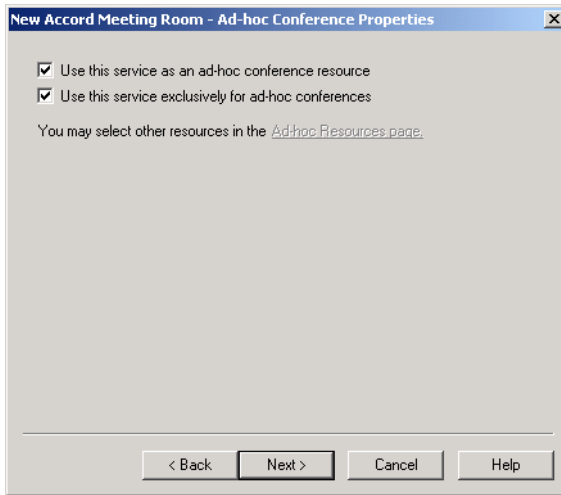 New Accord Meeting Room - Ad-hoc Conference Properties
Use this service as an ad-hoc conference resource
Use this service exclusively for ad-hoc conferences
You may select other resources in the Ad-hoc Resources page.
< Back Next > Cancel Help